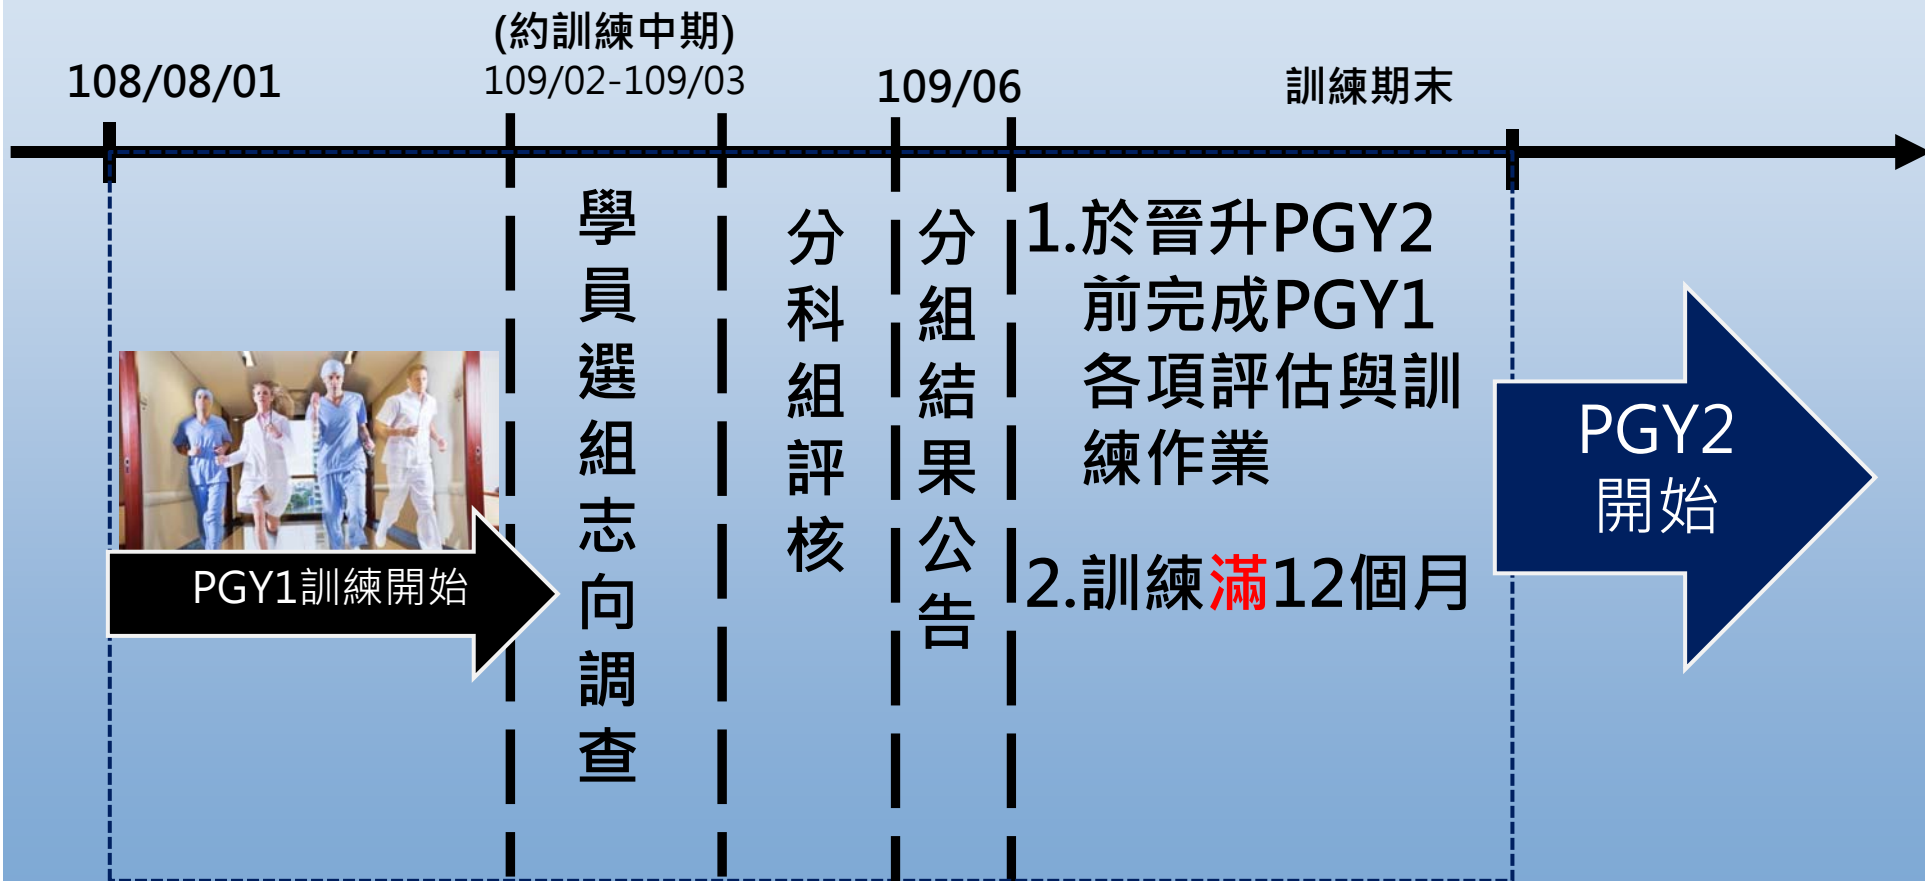 (約訓練中期)
108/08/01
109/02-109/03
109/06
訓練期末
PGY1訓練開始
學員選組志向調查
分科組評核
分組結果公告
1.於晉升PGY2
前完成PGY1
各項評估與訓
練作業
2.訓練滿12個月
PGY2
開始